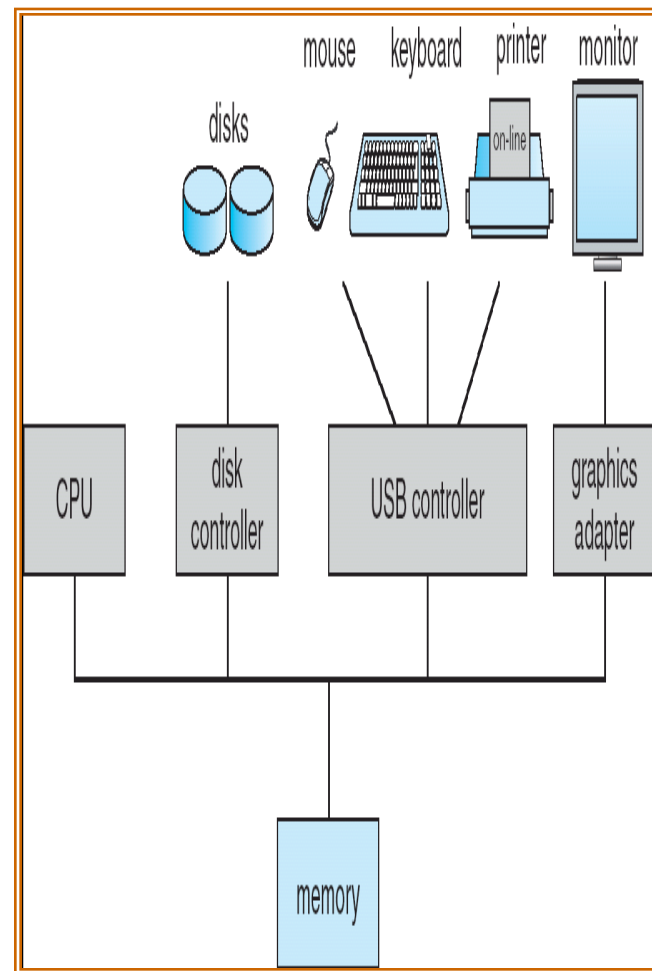 mouse
keyboard
printer
monitor
disks
on-line
CPU
disk
controller
USB controller
graphics
adapter
memory